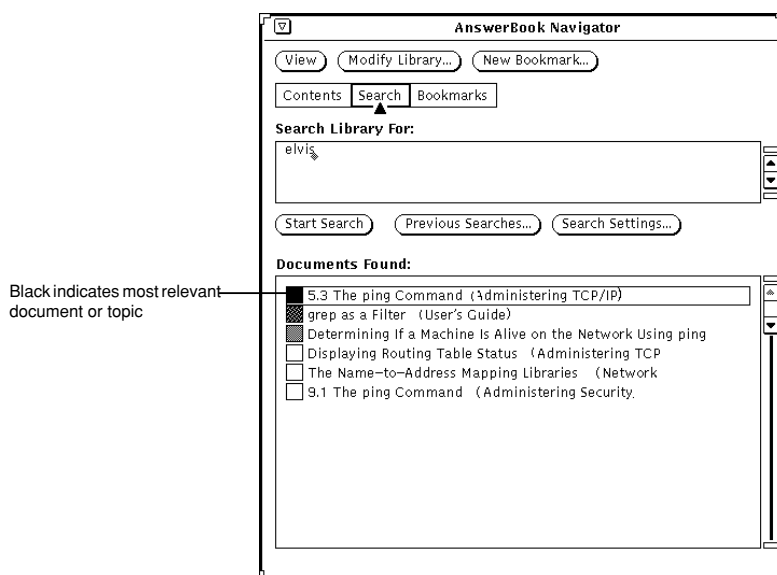 AnswerBook Navigator
View Modify Library... New Bookmark...
Contents Search Bookmarks
Search Library For:
elvis
Start Search Previous Searches... Search Settings...
Documents Found:
Black indicates most relevant
document or topic
5.3 The ping Command (Administering TCP/IP)
grep as a Filter (User's Guide)
Determining If a Machine Is Alive on the Network Using ping
Displaying Routing Table Status (Administering TCP
The Name-to-Address Mapping Libraries (Network
9.1 The ping Command (Administering Security.